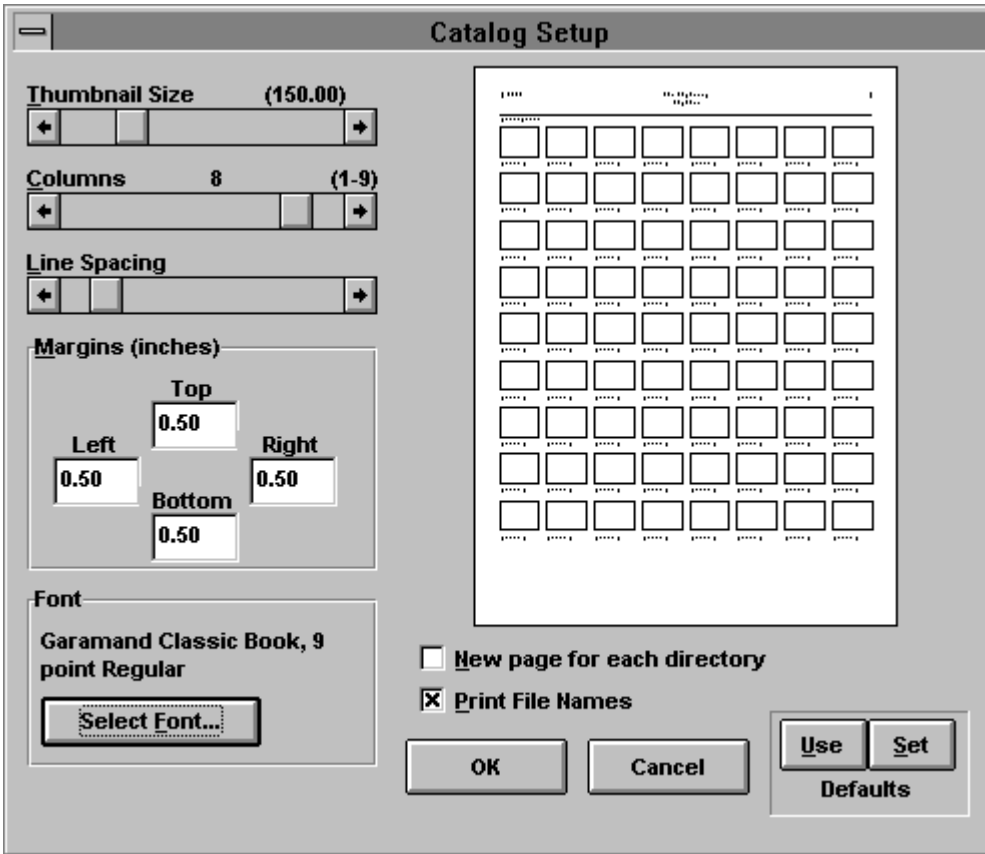 Catalog Setup
Thumbnail Size (150.00)
Columns 8 (1-9)
Line Spacing
Margins (inches)
Top
0.50
Left Right
0.50 0.50
Bottom
0.50
Font
Garamand Classic Book, 9
point Regular
Select Font...
New page for each directory
Print File Names
OK Cancel
Use Set
Defaults